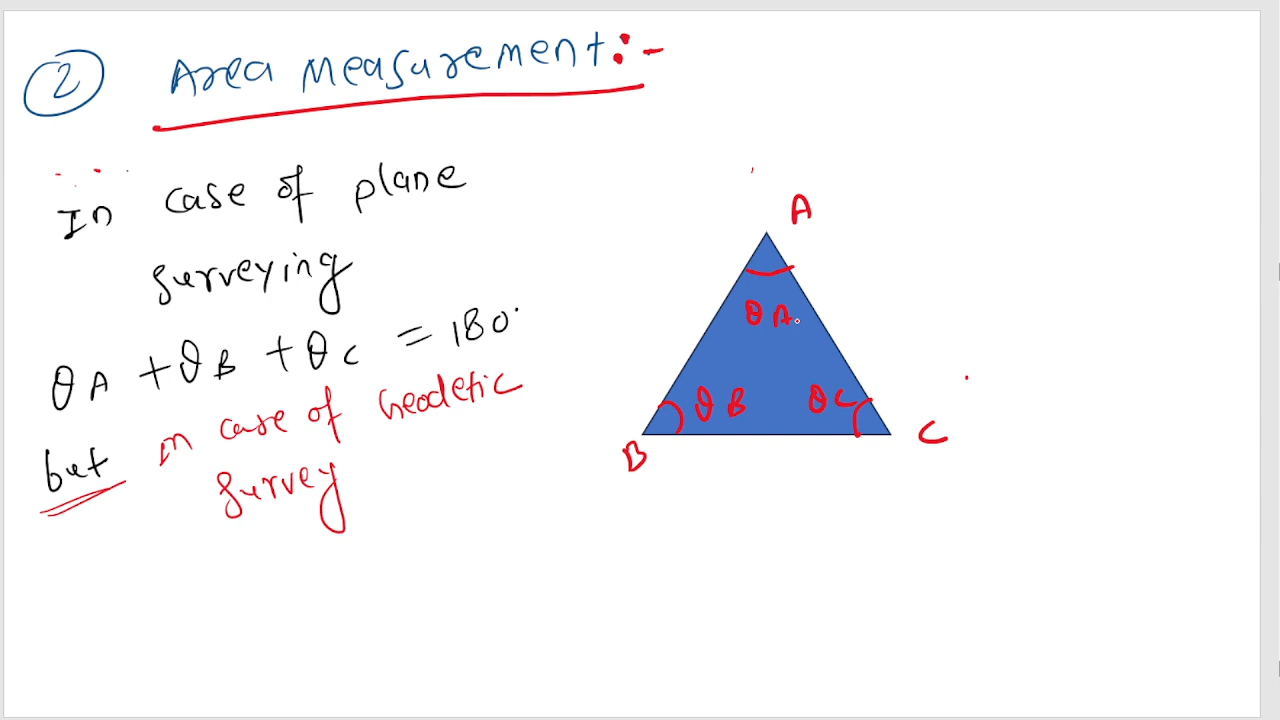 2 Area Measurement:-
In case of plane
surveying
θA + θB + θC = 180°
but in case of Geodetic
survey
A
θA
θB
θC
B
C